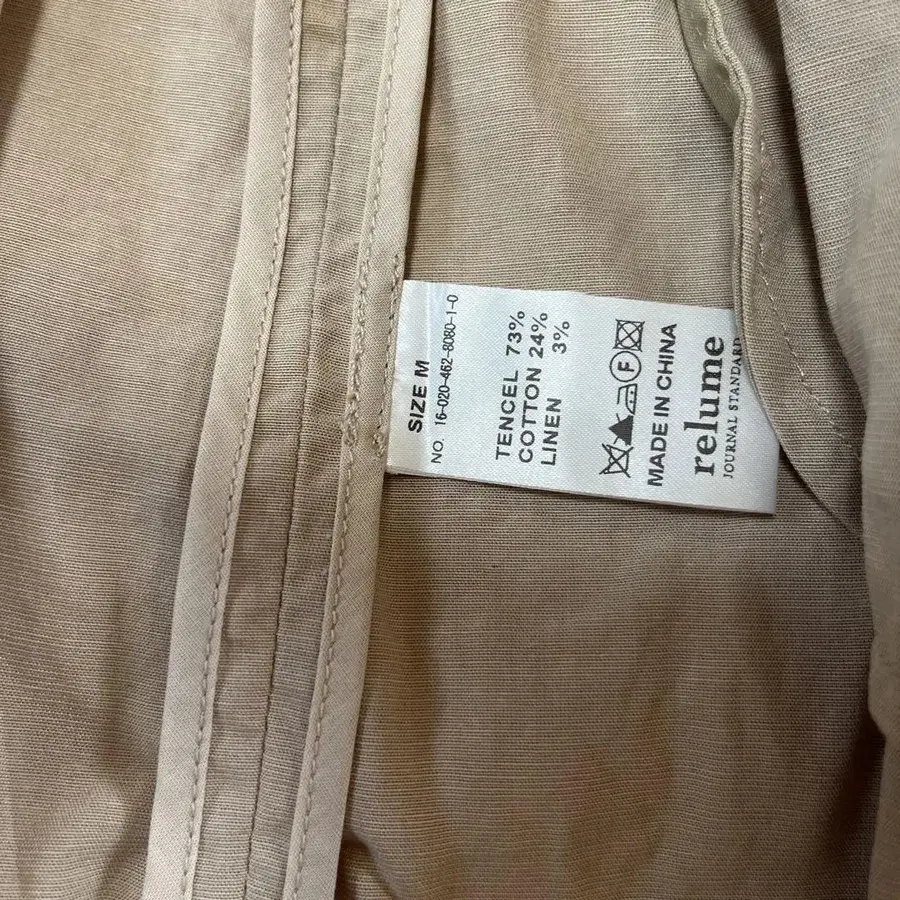 SIZE M
NO. 16-020-462-8080-1-0
TENCEL 73%
COTTON 24%
LINEN 3%
F
MADE IN CHINA
relume
JOURNAL STANDARD